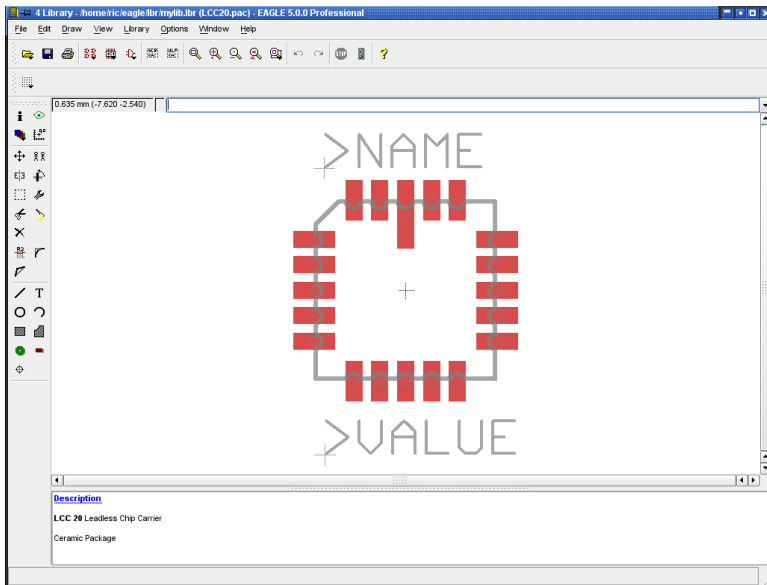 4 Library - /home/ric/eagle/lbr/mylib.lbr (LCC20.pac) - EAGLE 5.0.0 Professional
File Edit Draw View Library Options Window Help
0.635 mm (-7.620 -2.540)
>NAME
>VALUE
T
Description
LCC 20 Leadless Chip Carrier
Ceramic Package